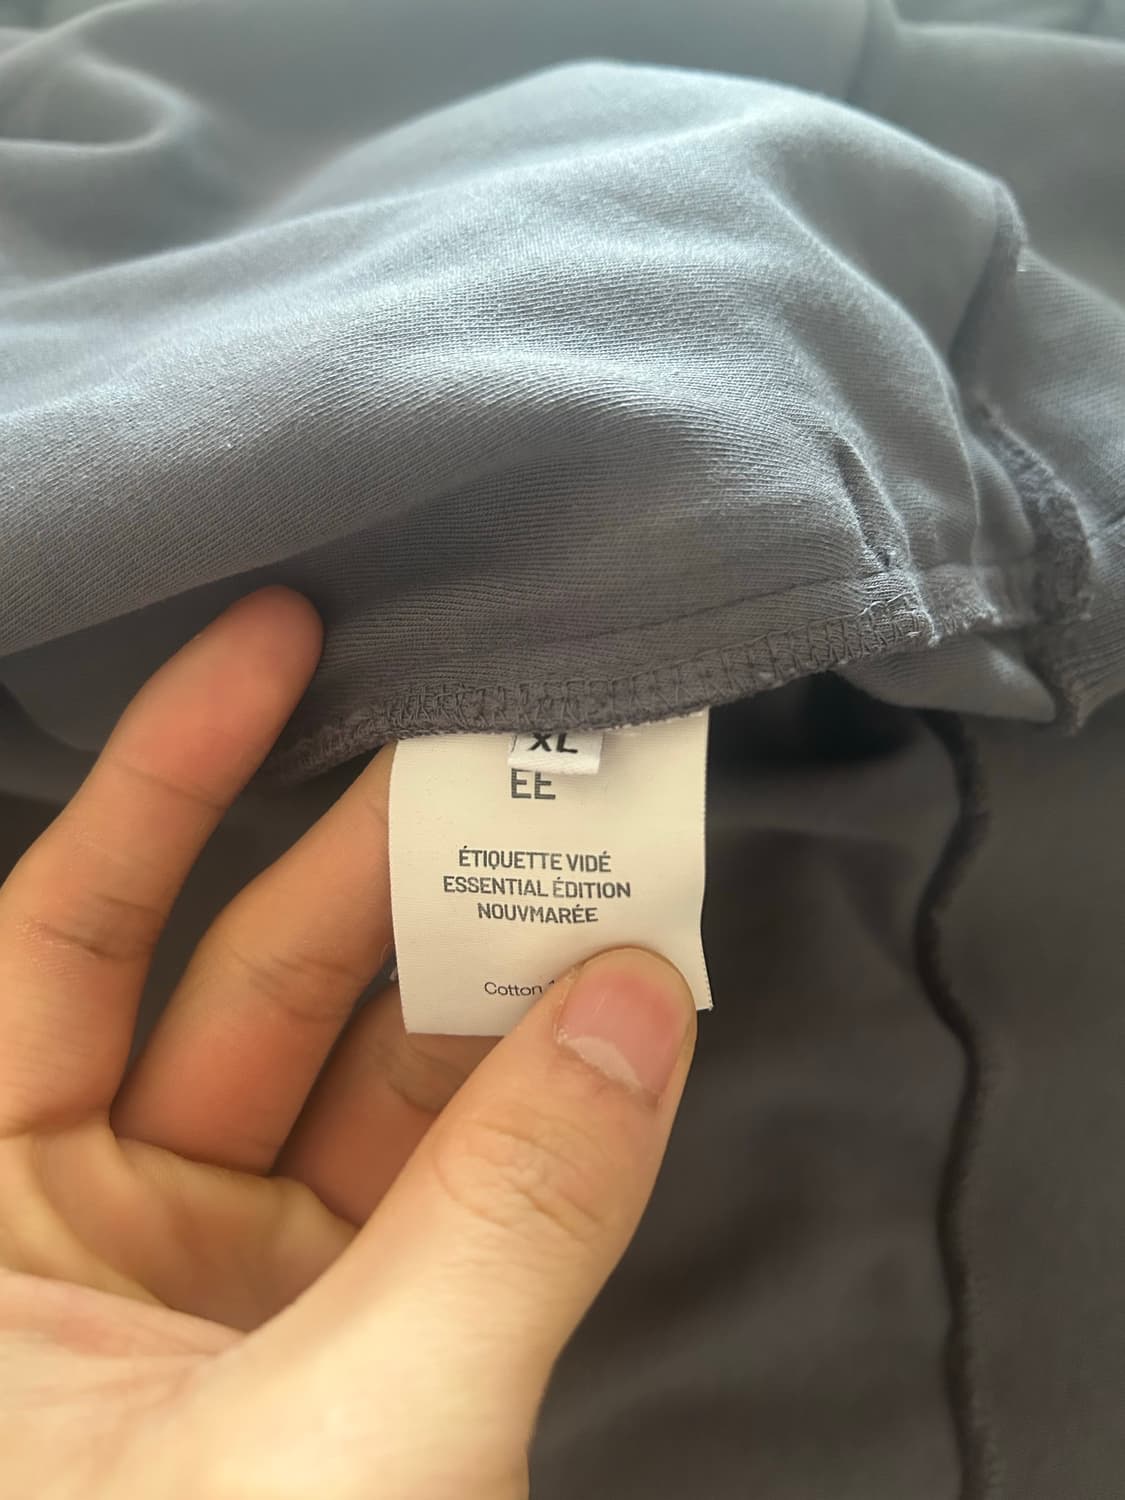 XL
EE
ÉTIQUETTE VIDÉ
ESSENTIAL ÉDITION
NOUVMARÉE
Cotton